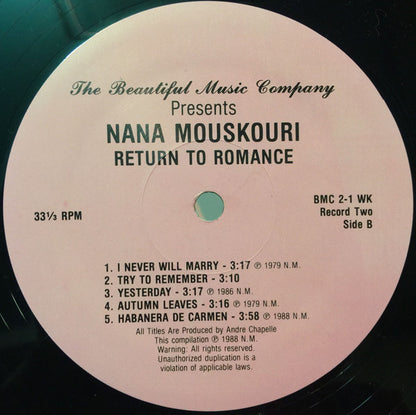 The Beautiful Music Company
Presents
NANA MOUSKOURI
RETURN TO ROMANCE
33⅓ RPM
BMC 2-1 WK
Record Two
Side B
1. I NEVER WILL MARRY - 3:17 ℗ 1979 N.M.
2. TRY TO REMEMBER - 3:10
3. YESTERDAY - 3:17 ℗ 1986 N.M.
4. AUTUMN LEAVES - 3:16 ℗ 1979 N.M.
5. HABANERA DE CARMEN - 3:58 ℗ 1988 N.M.
All Titles Are Produced by Andre Chapelle
This compilation ℗ 1988 N.M.
Warning: All rights reserved.
Unauthorized duplication is a
violation of applicable laws.